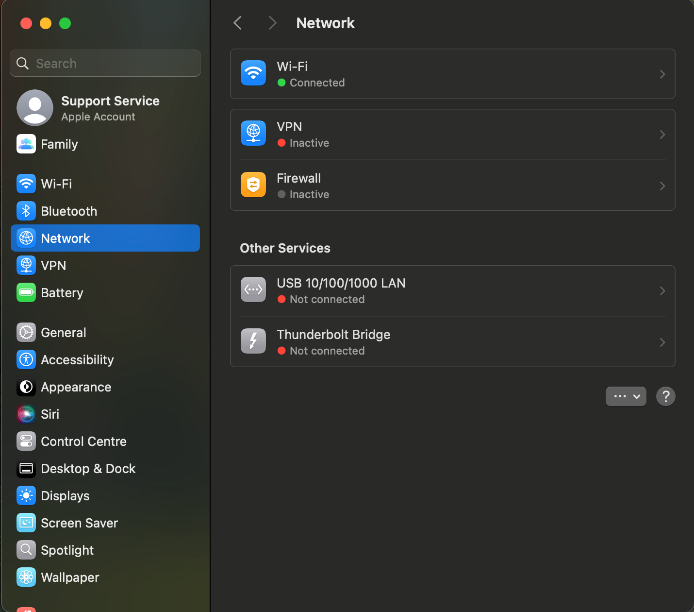 Network
Search
Support Service
Apple Account
Family
Wi-Fi
Bluetooth
Network
VPN
Battery
General
Accessibility
Appearance
Siri
Control Centre
Desktop & Dock
Displays
Screen Saver
Spotlight
Wallpaper
Wi-Fi
Connected
VPN
Inactive
Firewall
Inactive
Other Services
USB 10/100/1000 LAN
Not connected
Thunderbolt Bridge
Not connected
?